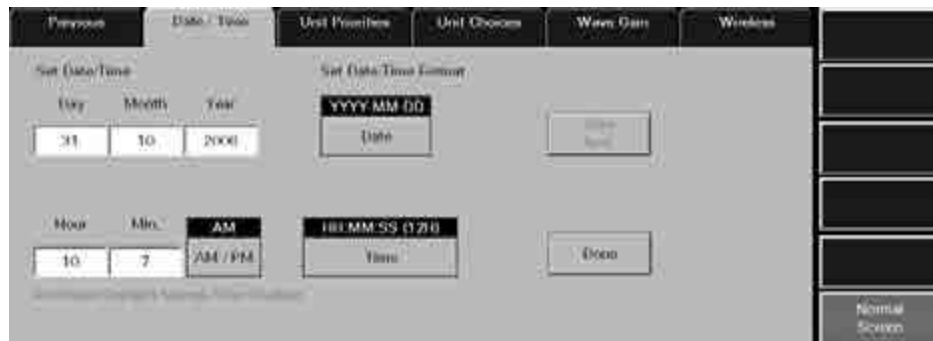 Previous
Date / Time
Unit Priorities
Unit Choices
Wave Gain
Wireless
Set Date/Time
Set Date/Time Format
Day
Month
Year
YYYY-MM-DD
31
10
2006
Date
Hour
Min.
AM
HH:MM:SS (12H)
10
7
AM / PM
Time
Done
Normal
Screen